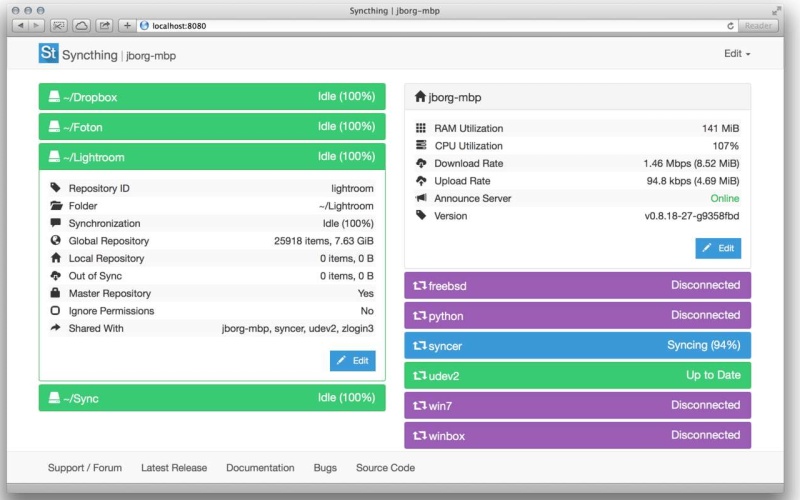 Syncthing | jborg-mbp
localhost:8080
Reader
St Syncthing | jborg-mbp
Edit
~/Dropbox Idle (100%)
~/Foton Idle (100%)
~/Lightroom Idle (100%)
Repository ID lightroom
Folder ~/Lightroom
Synchronization Idle (100%)
Global Repository 25918 items, 7.63 GiB
Local Repository 0 items, 0 B
Out of Sync 0 items, 0 B
Master Repository Yes
Ignore Permissions No
Shared With jborg-mbp, syncer, udev2, zlogin3
Edit
~/Sync Idle (100%)
jborg-mbp
RAM Utilization 141 MiB
CPU Utilization 107%
Download Rate 1.46 Mbps (8.52 MiB)
Upload Rate 94.8 kbps (4.69 MiB)
Announce Server Online
Version v0.8.18-27-g9358fbd
Edit
freebsd Disconnected
python Disconnected
syncer Syncing (94%)
udev2 Up to Date
win7 Disconnected
winbox Disconnected
Support / Forum Latest Release Documentation Bugs Source Code